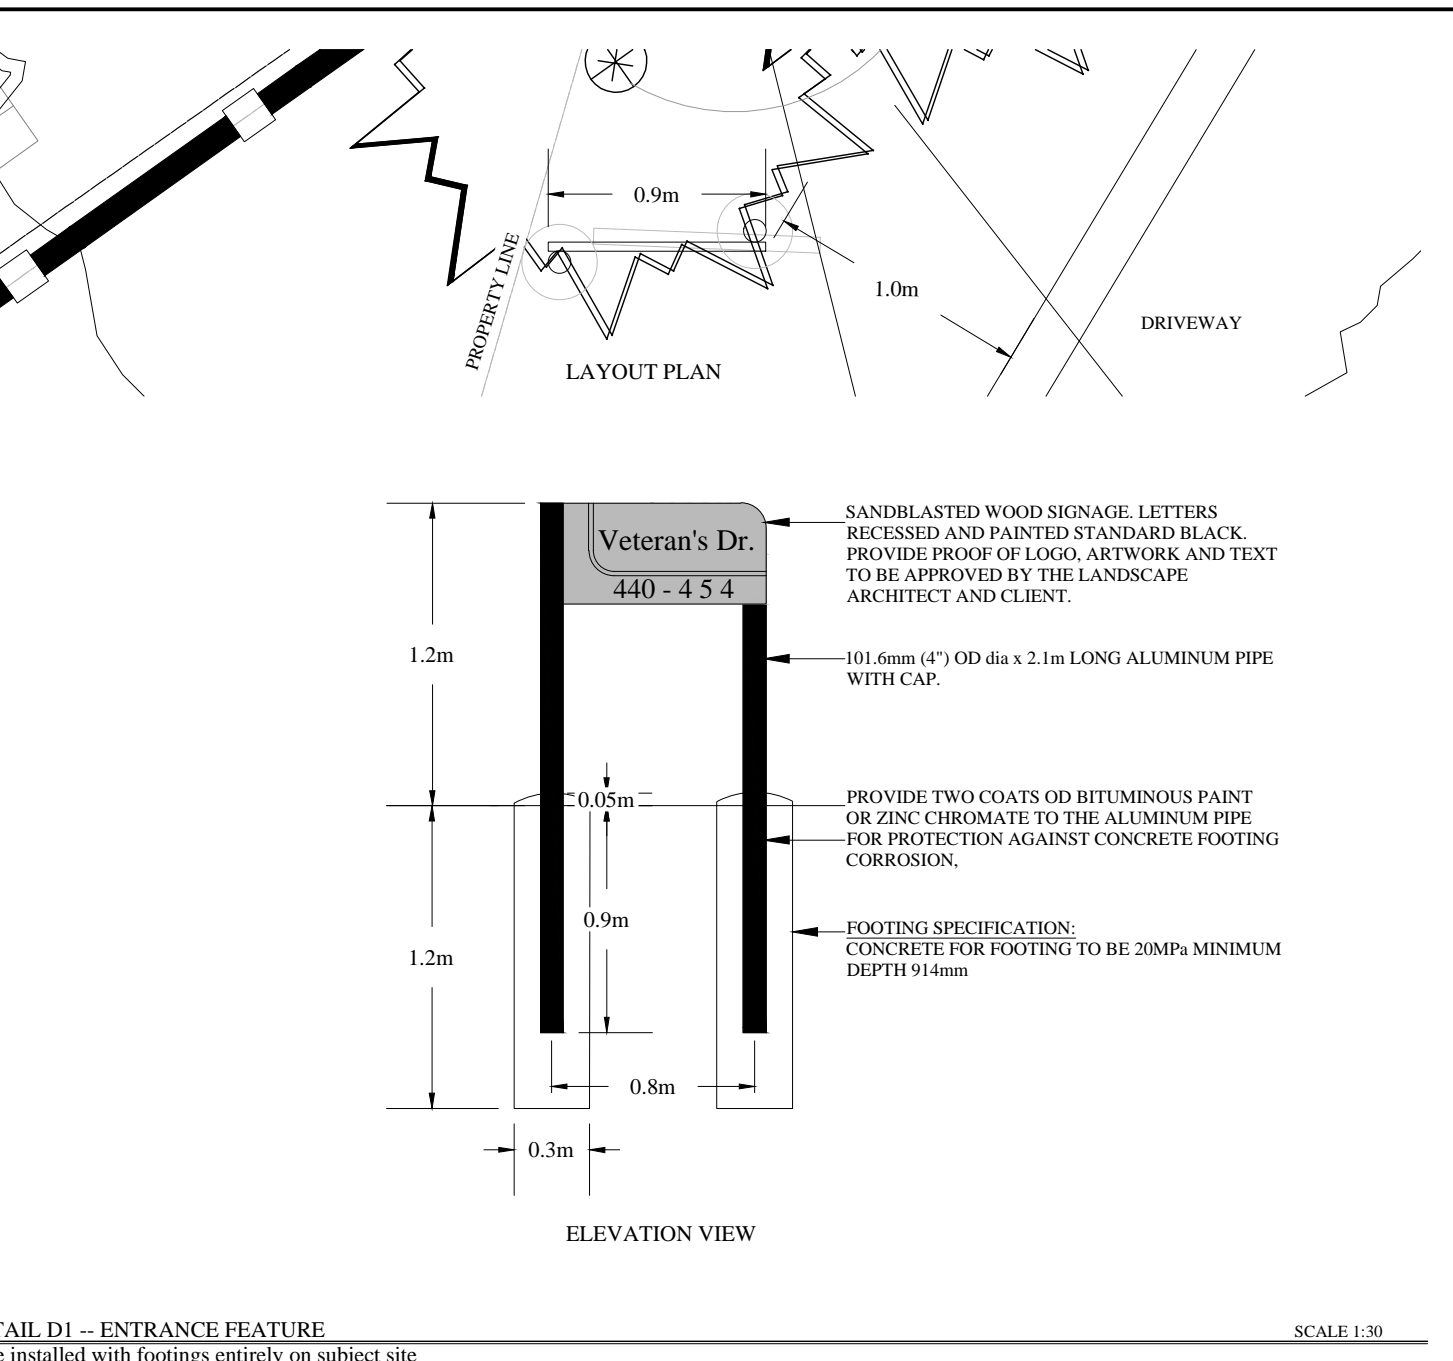 0.9m
PROPERTY LINE
1.0m
DRIVEWAY
LAYOUT PLAN
SANDBLASTED WOOD SIGNAGE. LETTERS
RECESSED AND PAINTED STANDARD BLACK.
PROVIDE PROOF OF LOGO, ARTWORK AND TEXT
TO BE APPROVED BY THE LANDSCAPE
ARCHITECT AND CLIENT.
Veteran's Dr.
440 - 4 5 4
1.2m
101.6mm (4") OD dia x 2.1m LONG ALUMINUM PIPE
WITH CAP.
0.05m
PROVIDE TWO COATS OD BITUMINOUS PAINT
OR ZINC CHROMATE TO THE ALUMINUM PIPE
FOR PROTECTION AGAINST CONCRETE FOOTING
CORROSION,
0.9m
1.2m
FOOTING SPECIFICATION:
CONCRETE FOR FOOTING TO BE 20MPa MINIMUM
DEPTH 914mm
0.8m
0.3m
ELEVATION VIEW
TAIL D1 -- ENTRANCE FEATURE
SCALE 1:30
e installed with footings entirely on subject site